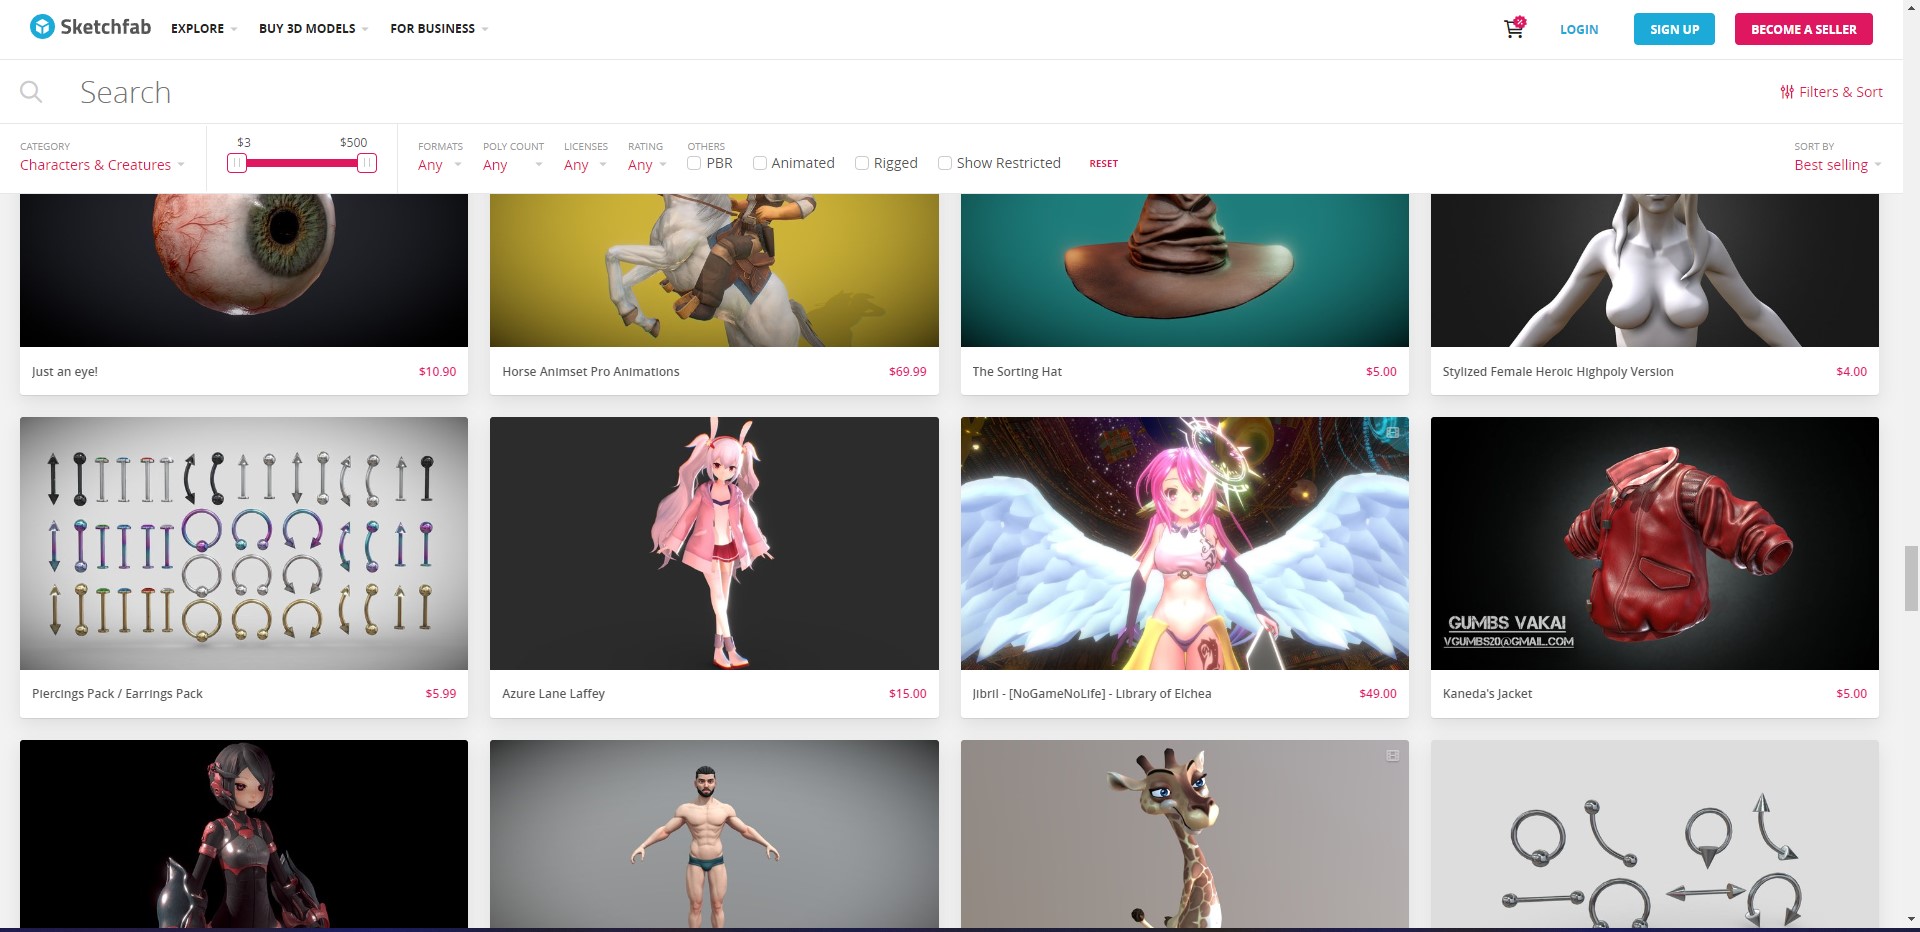 Sketchfab EXPLORE BUY 3D MODELS FOR BUSINESS LOGIN SIGN UP BECOME A SELLER
Search Filters & Sort
CATEGORY
Characters & Creatures
$3 $500
FORMATS
Any
POLY COUNT
Any
LICENSES
Any
RATING
Any
OTHERS
PBR Animated Rigged Show Restricted RESET
SORT BY
Best selling
Just an eye! $10.90
Horse Animset Pro Animations $69.99
The Sorting Hat $5.00
Stylized Female Heroic Highpoly Version $4.00
GUMBS VAKAI
VGUMBS20@GMAIL.COM
Piercings Pack / Earrings Pack $5.99
Azure Lane Laffey $15.00
Jibril - [NoGameNoLife] - Library of Elchea $49.00
Kaneda's Jacket $5.00